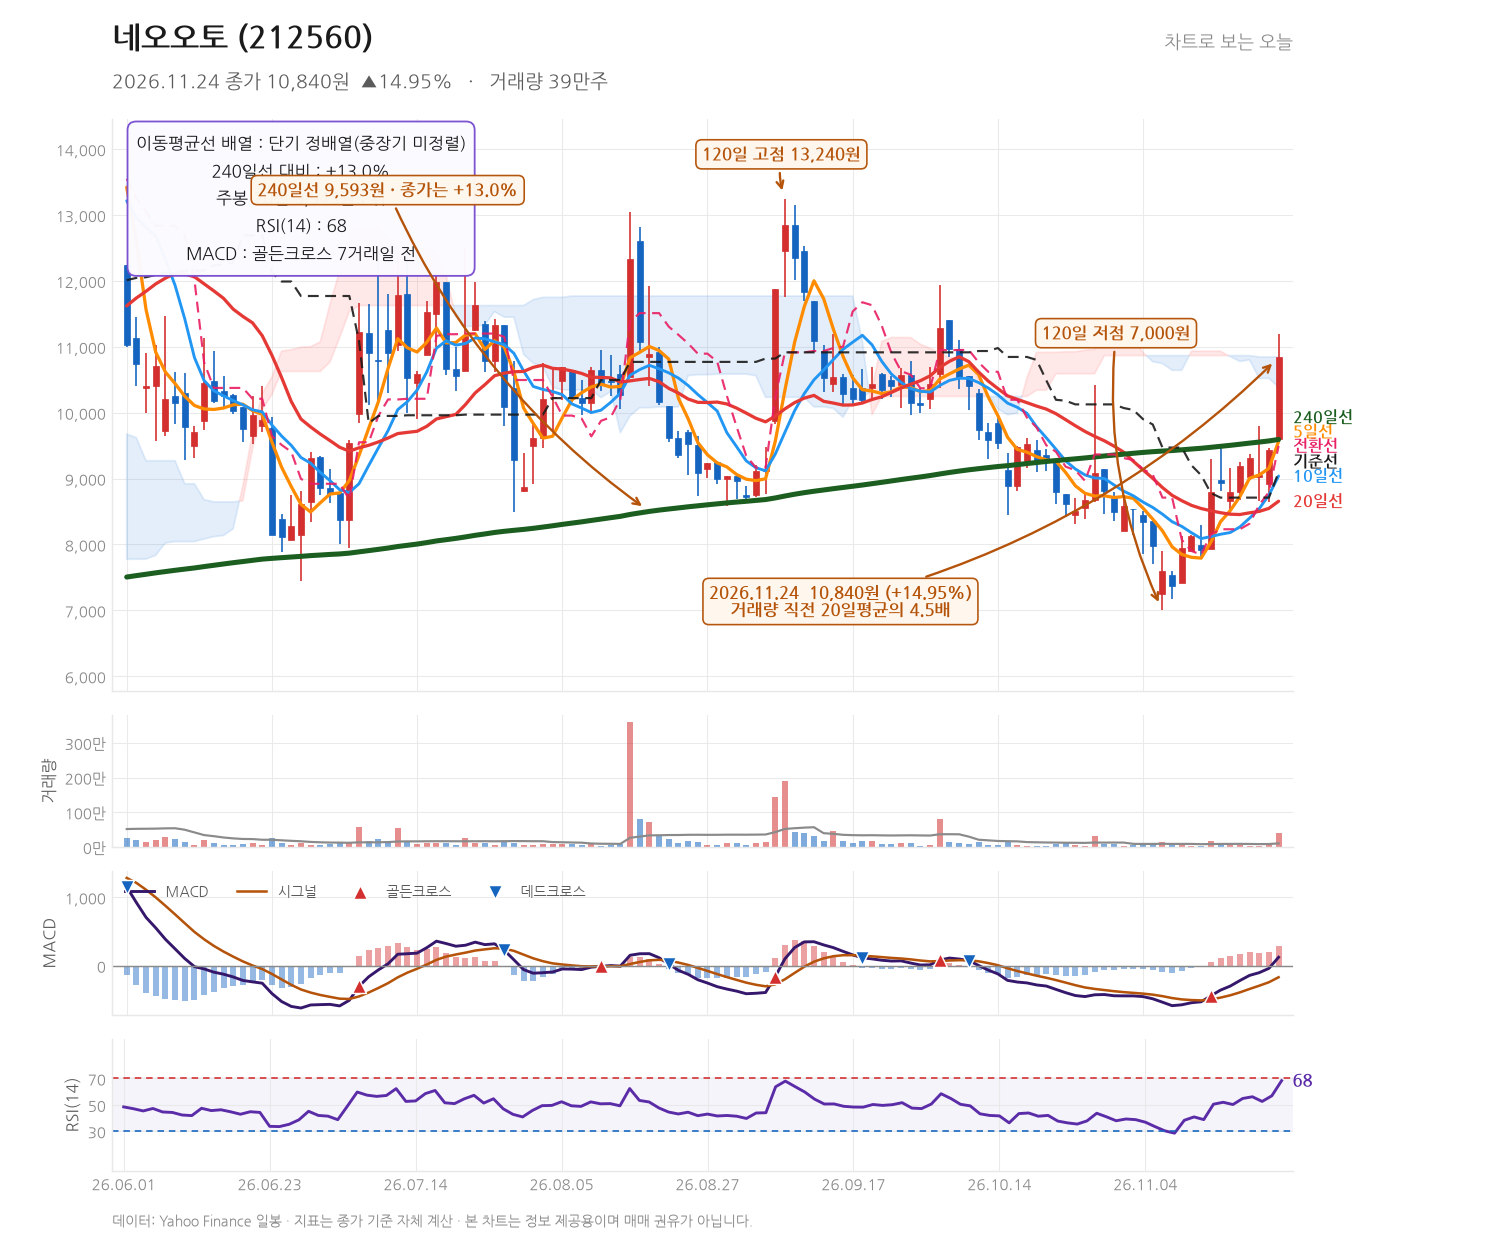 네오오토 (212560)
차트로 보는 오늘
2026.11.24 종가 10,840원 ▲14.95% · 거래량 39만주
이동평균선 배열 : 단기 정배열(중장기 미정렬)
240일선 대비 : +13.0%
주봉
240일선 9,593원 · 종가는 +13.0%
RSI(14) : 68
MACD : 골든크로스 7거래일 전
120일 고점 13,240원
120일 저점 7,000원
2026.11.24 10,840원 (+14.95%)
거래량 직전 20일평균의 4.5배
14,000
13,000
12,000
11,000
10,000
9,000
8,000
7,000
6,000
240일선
5일선
전환선
기준선
10일선
20일선
거래량
300만
200만
100만
0만
MACD
1,000
0
MACD
시그널
골든크로스
데드크로스
RSI(14)
70
50
30
68
26.06.01
26.06.23
26.07.14
26.08.05
26.08.27
26.09.17
26.10.14
26.11.04
데이터: Yahoo Finance 일봉 · 지표는 종가 기준 자체 계산 · 본 차트는 정보 제공용이며 매매 권유가 아닙니다.